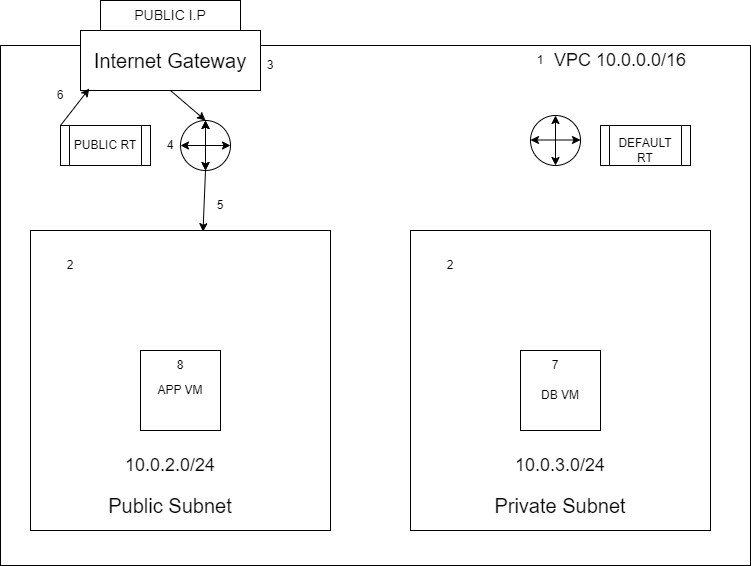 PUBLIC I.P
Internet Gateway
3
1 VPC 10.0.0.0/16
6
PUBLIC RT
4
DEFAULT
RT
5
2
2
8
APP VM
7
DB VM
10.0.2.0/24
10.0.3.0/24
Public Subnet
Private Subnet